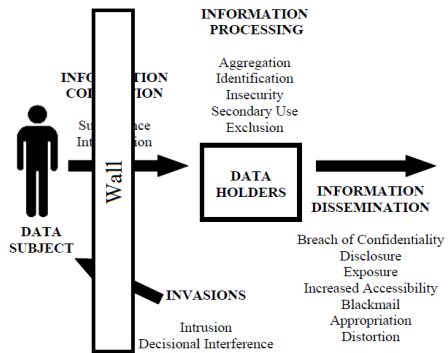 INFORMATION
PROCESSING
Aggregation
Identification
Insecurity
Secondary Use
Exclusion
Wall
DATA
SUBJECT
DATA
HOLDERS
INFORMATION
DISSEMINATION
Breach of Confidentiality
Disclosure
Exposure
Increased Accessibility
Blackmail
Appropriation
Distortion
INVASIONS
Intrusion
Decisional Interference